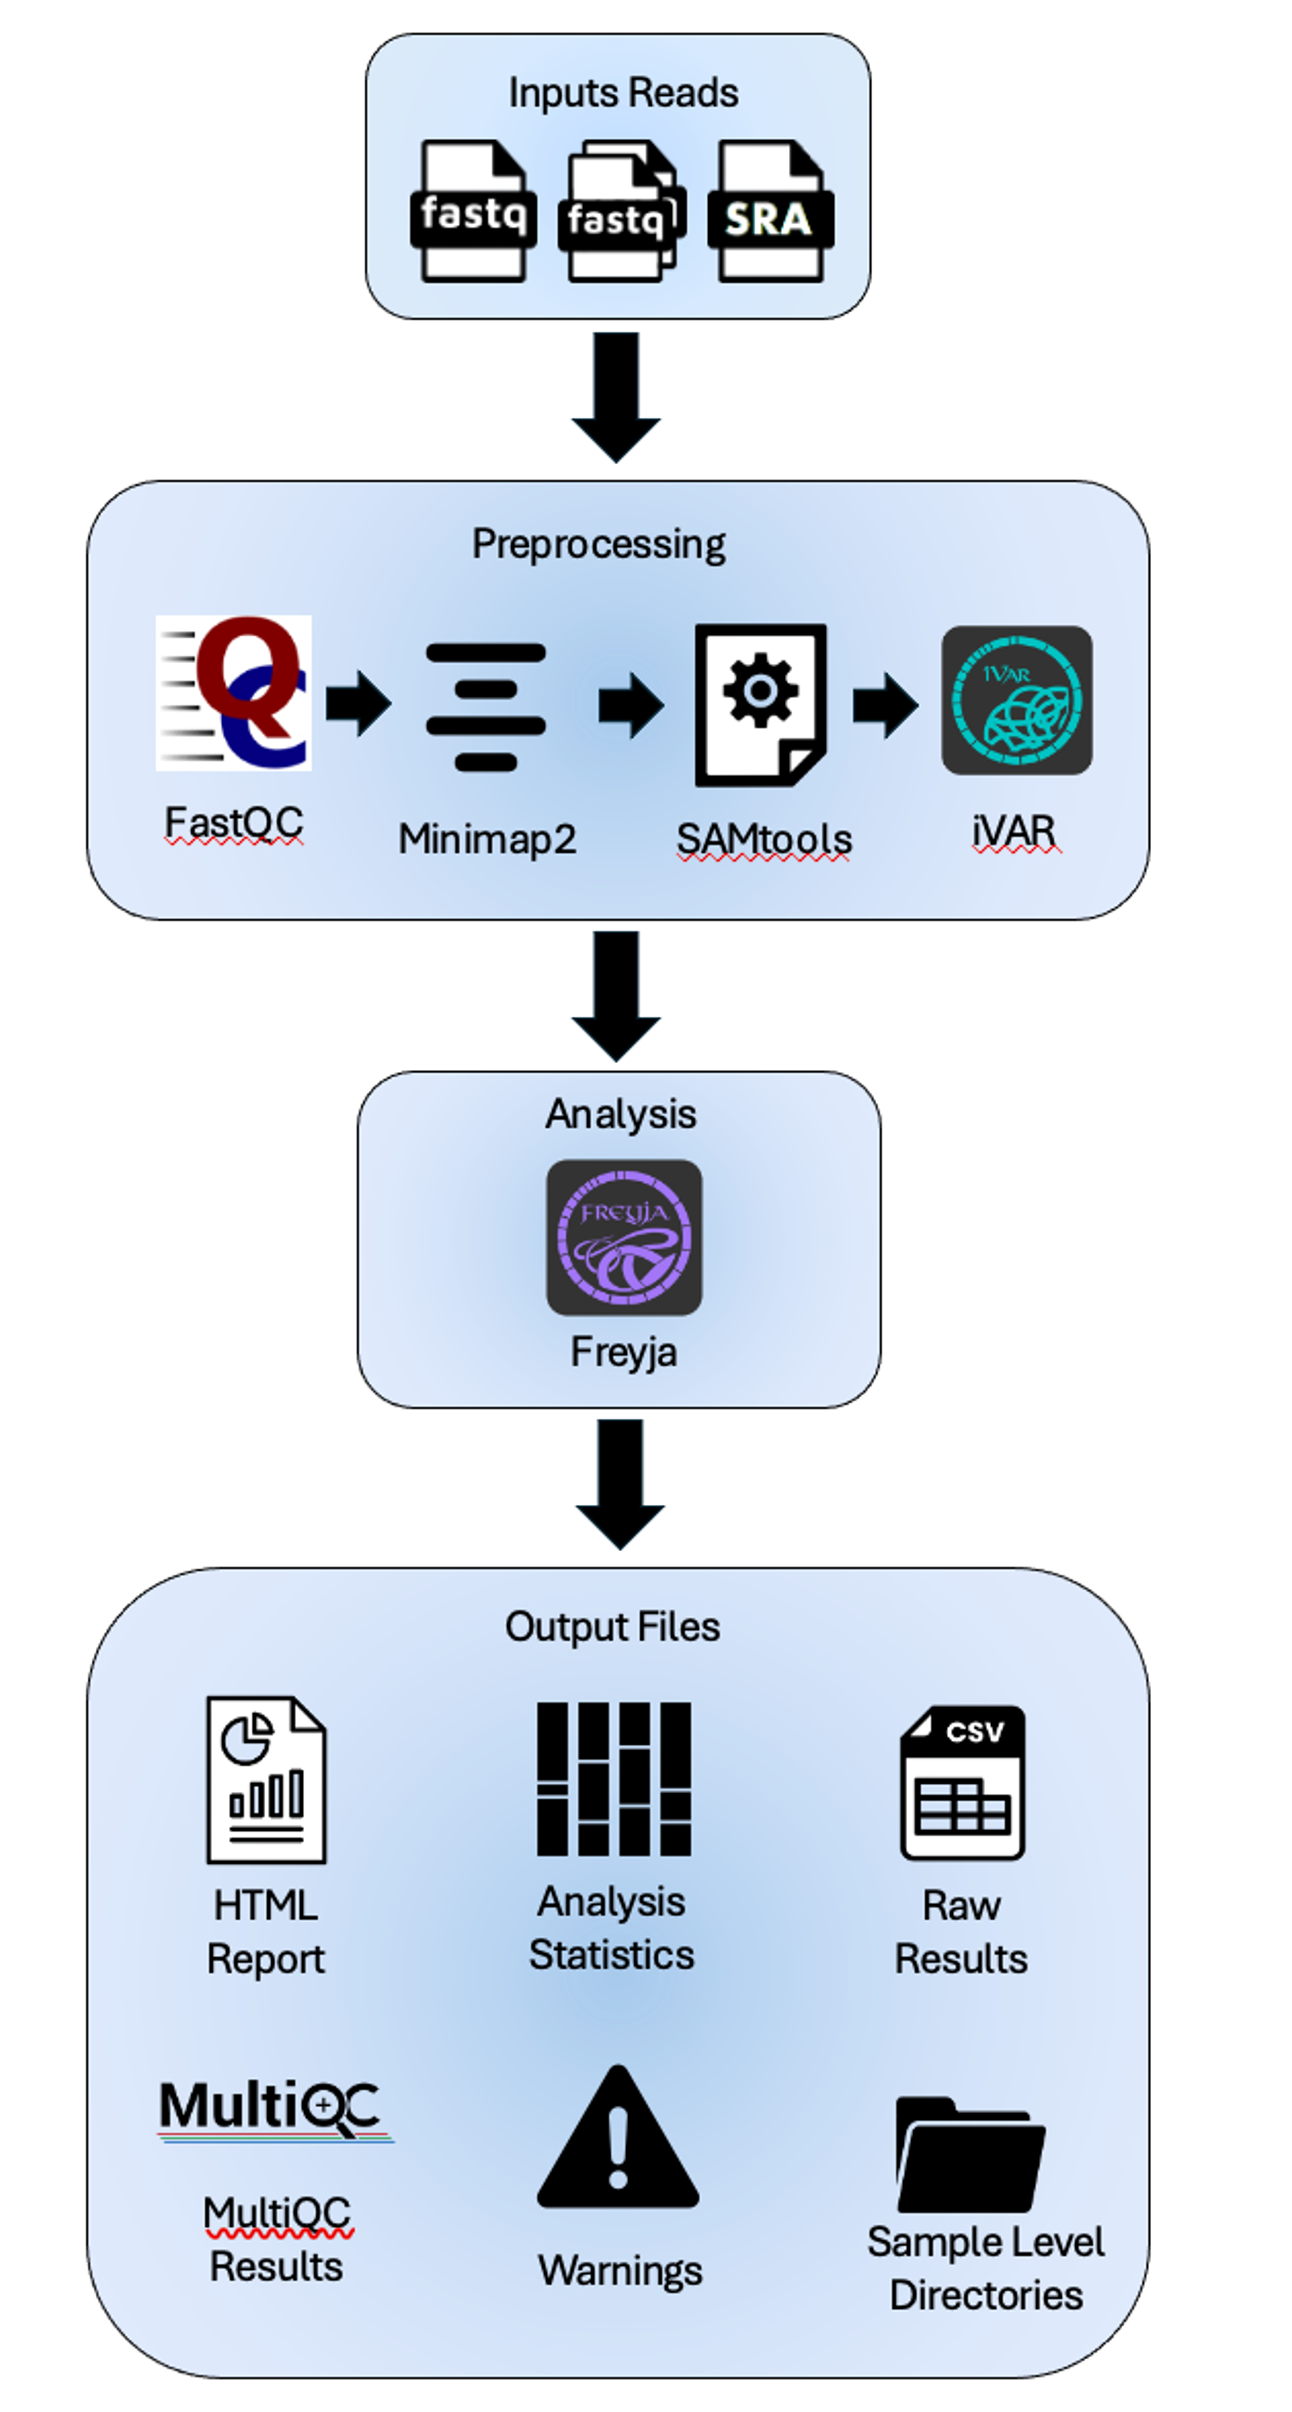 Inputs Reads
fastq
fastq
SRA
Preprocessing
iVAR
FastQC
Minimap2
SAMtools
iVAR
Analysis
FREYJA
Freyja
Output Files
CSV
HTML
Report
Analysis
Statistics
Raw
Results
MultiQC
MultiQC
Results
Warnings
Sample Level
Directories